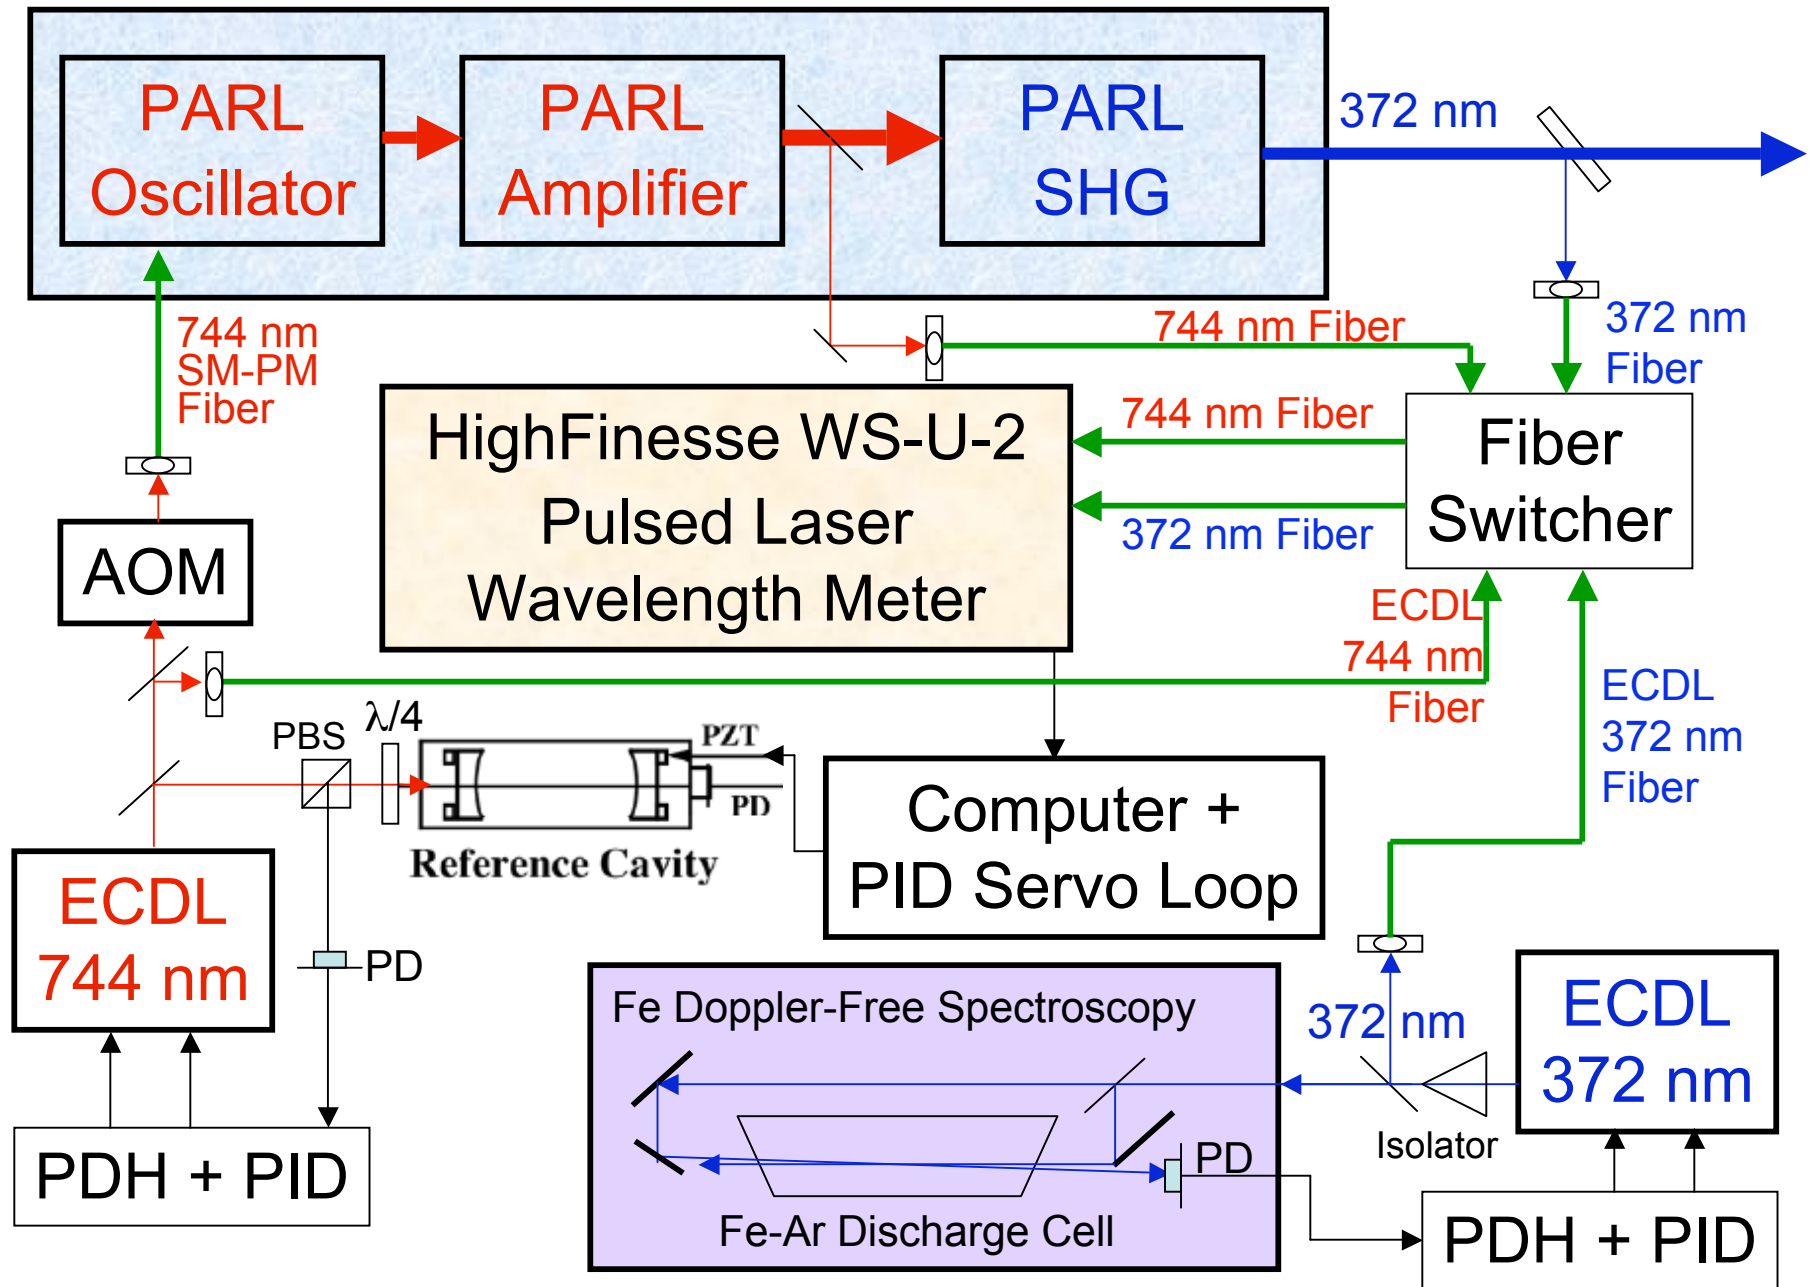 PARL
Oscillator
PARL
Amplifier
PARL
SHG
372 nm
744 nm
SM-PM
Fiber
744 nm Fiber
372 nm
Fiber
HighFinesse WS-U-2
Pulsed Laser
Wavelength Meter
744 nm Fiber
372 nm Fiber
Fiber
Switcher
AOM
ECDL
744 nm
Fiber
ECDL
372 nm
Fiber
PBS
λ/4
PZT
PD
Reference Cavity
Computer +
PID Servo Loop
ECDL
744 nm
PD
PDH + PID
Fe Doppler-Free Spectroscopy
PD
Fe-Ar Discharge Cell
372 nm
Isolator
ECDL
372 nm
PDH + PID